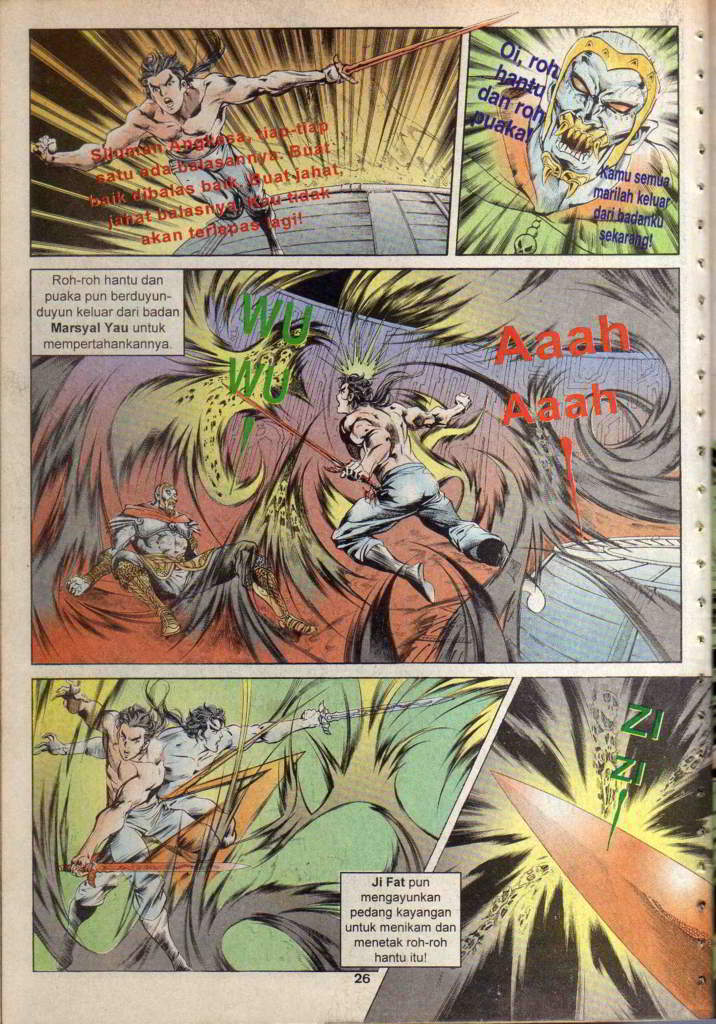 Siluman Angkasa, tiap-tiap
satu ada balasannya. Buat
baik dibalas baik. Buat jahat,
jahat balasnya. Kau tidak
akan terlepas lagi!
Oi, roh
hantu
dan roh
puaka!
Kamu semua
marilah keluar
dari badanku
sekarang!
Roh-roh hantu dan
puaka pun berduyun-
duyun keluar dari badan
Marsyal Yau untuk
mempertahankannya.
WU
WU
!
Aaah
Aaah
!
Ji Fat pun
mengayunkan
pedang kayangan
untuk menikam dan
menetak roh-roh
hantu itu!
ZI
ZI
!
26